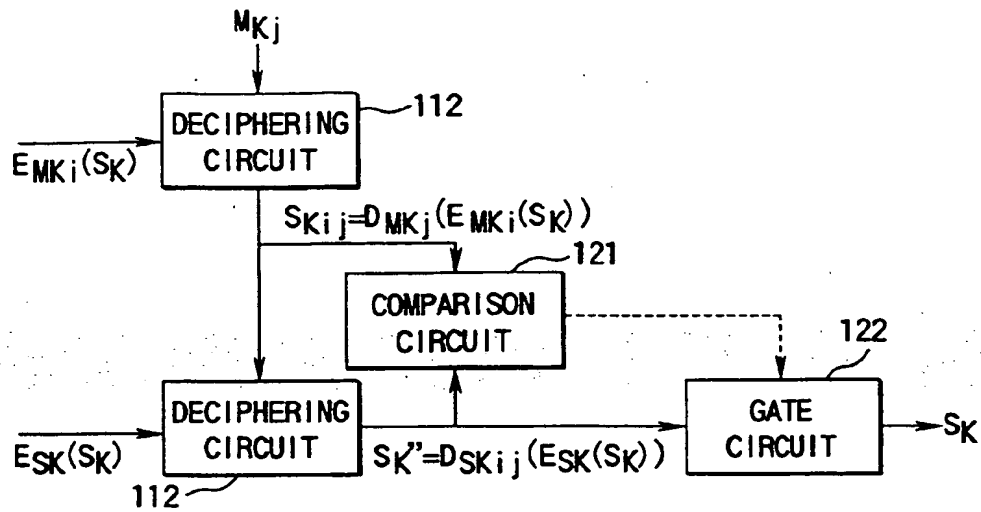 MKj
DECIPHERING
CIRCUIT
112
EMKi(SK)
SKij=DMKj(EMKi(SK))
121
COMPARISON
CIRCUIT
122
DECIPHERING
CIRCUIT
GATE
CIRCUIT
SK
ESK(SK)
SK"=DSKij(ESK(SK))
112